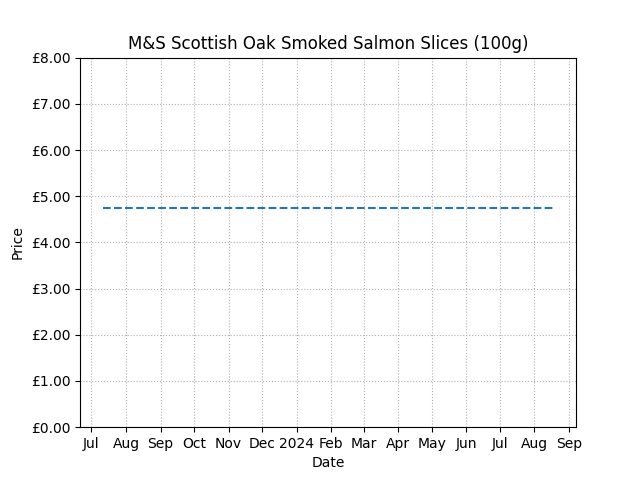 M&S Scottish Oak Smoked Salmon Slices (100g)
£8.00
£7.00
£6.00
£5.00
£4.00
£3.00
£2.00
£1.00
£0.00
Price
Jul Aug Sep Oct Nov Dec 2024 Feb Mar Apr May Jun Jul Aug Sep
Date